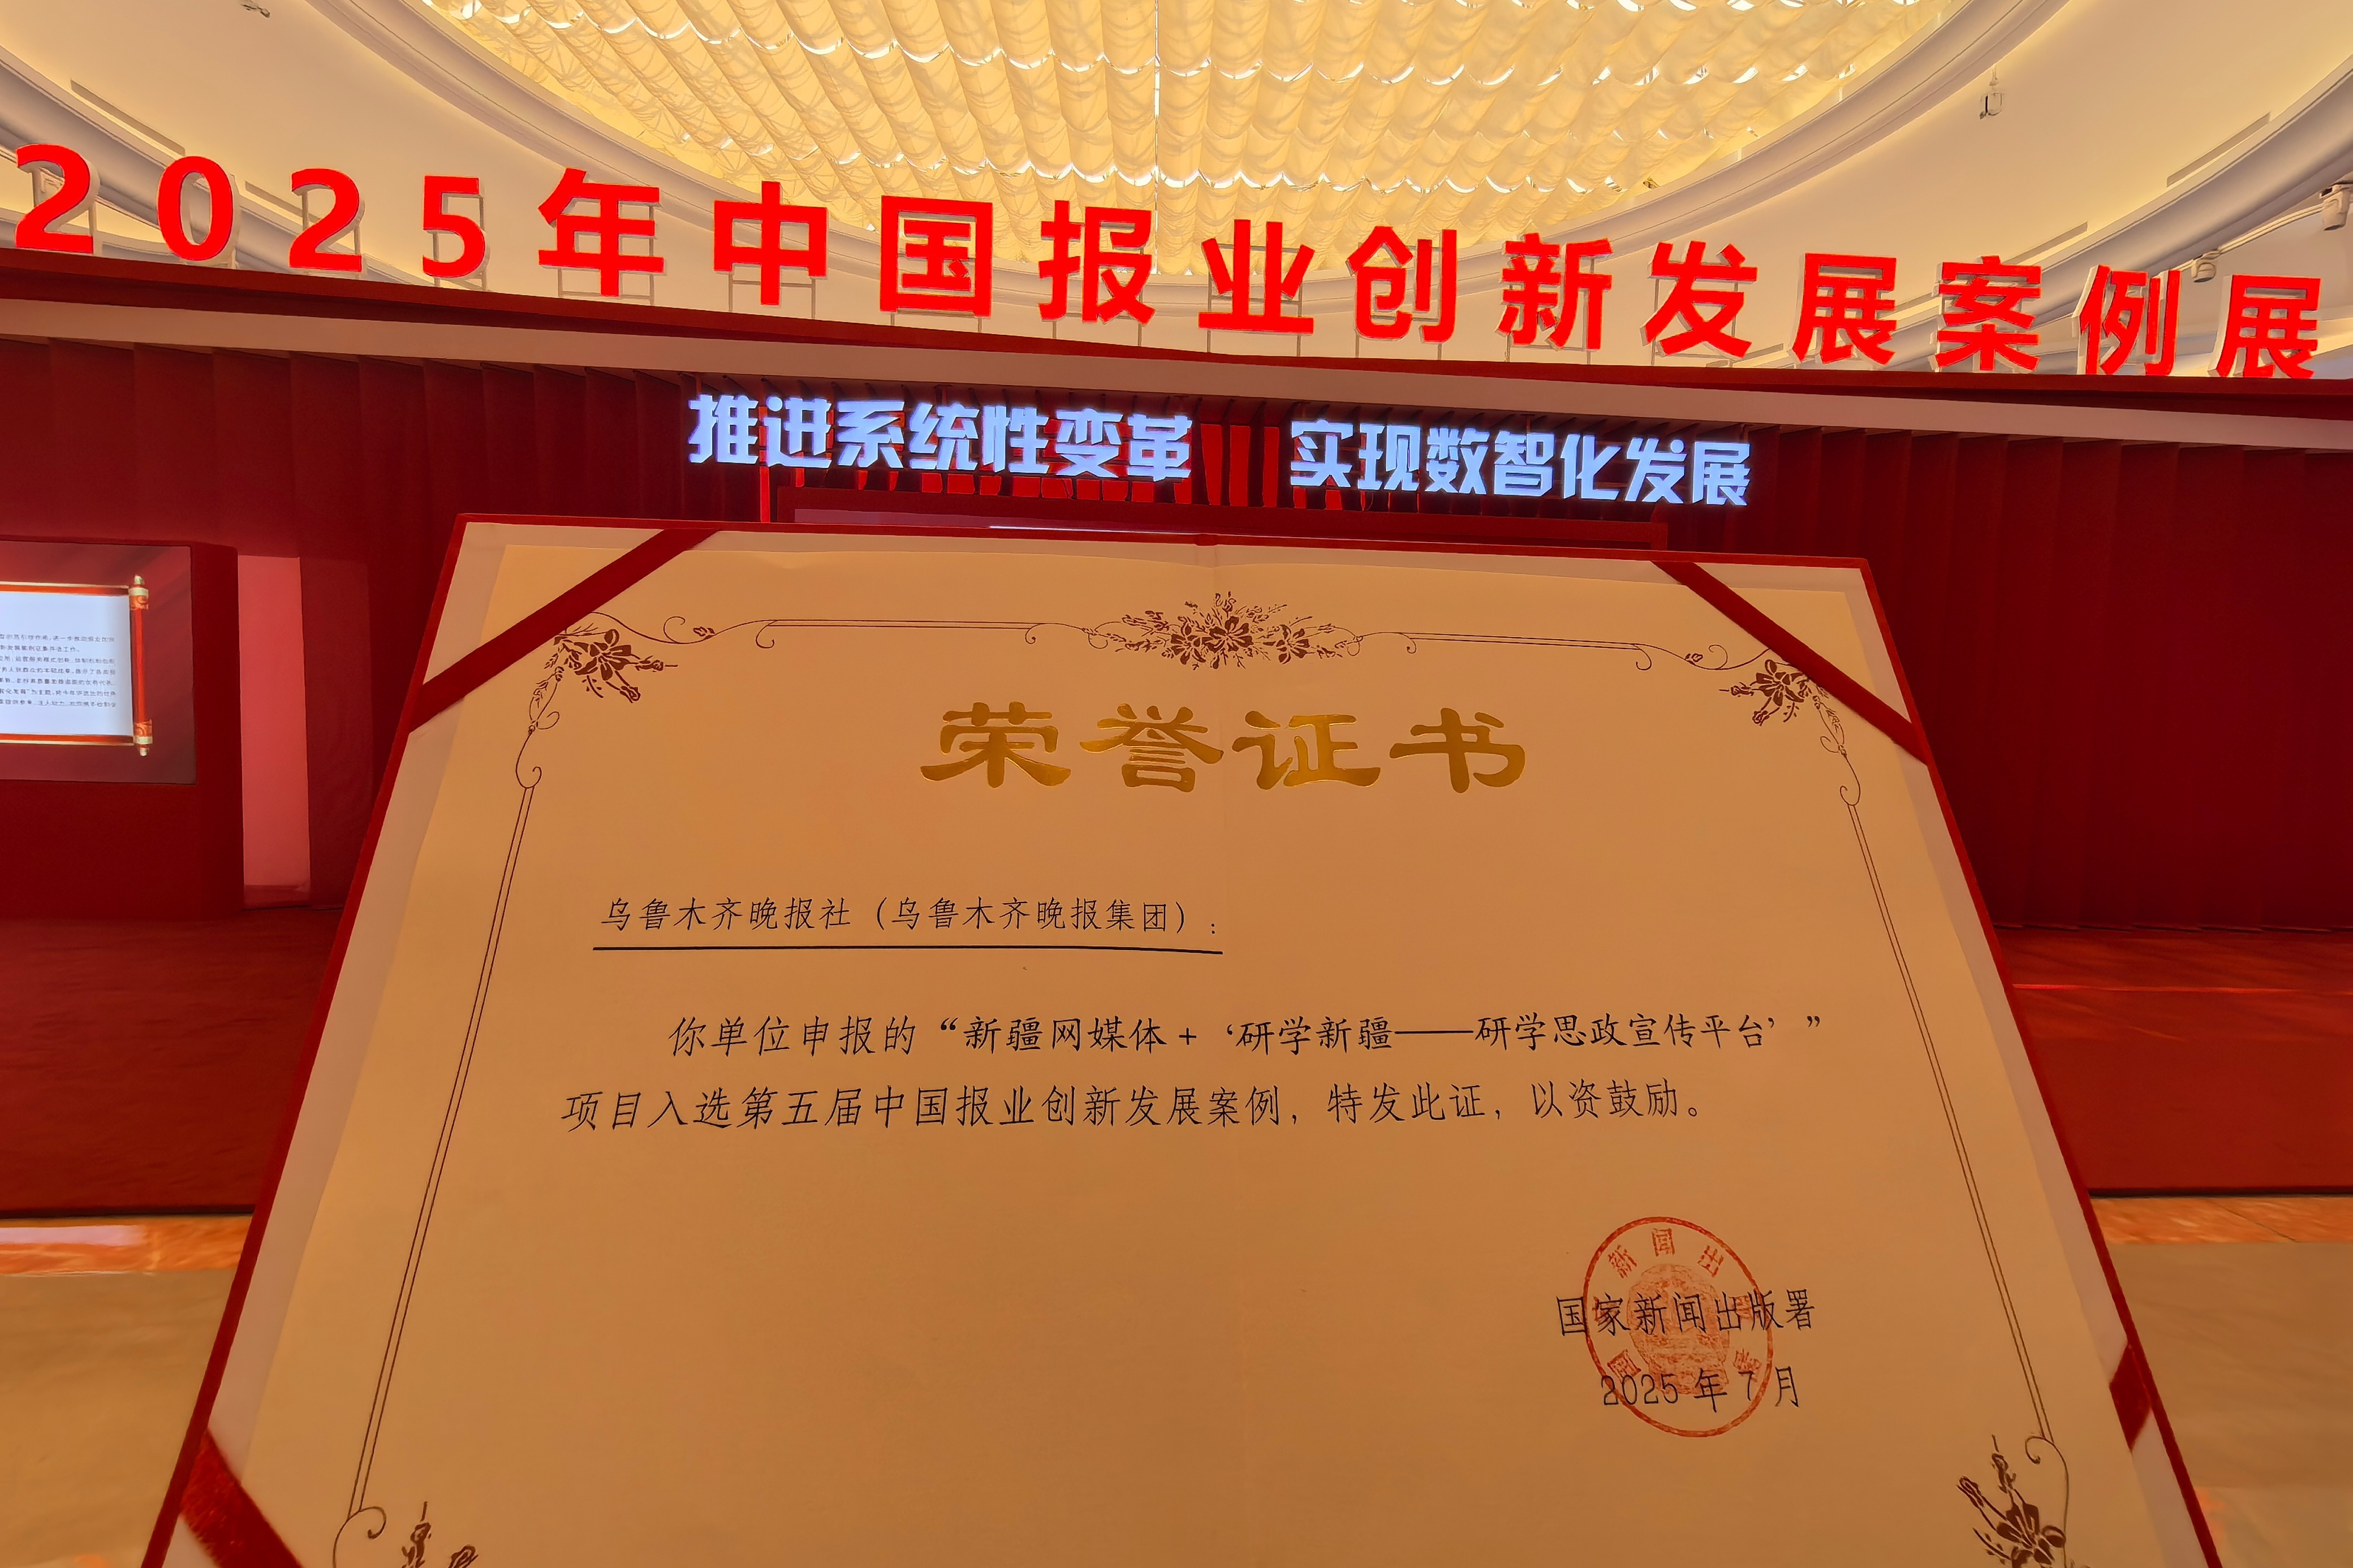 2025年中国报业创新发展案例展
推进系统性变革 实现数智化发展
荣誉证书
乌鲁木齐晚报社（乌鲁木齐晚报集团）：
你单位申报的“新疆网媒体+‘研学新疆——研学思政宣传平台’”
项目入选第五届中国报业创新发展案例，特发此证，以资鼓励。
国家新闻出版署
2025年7月